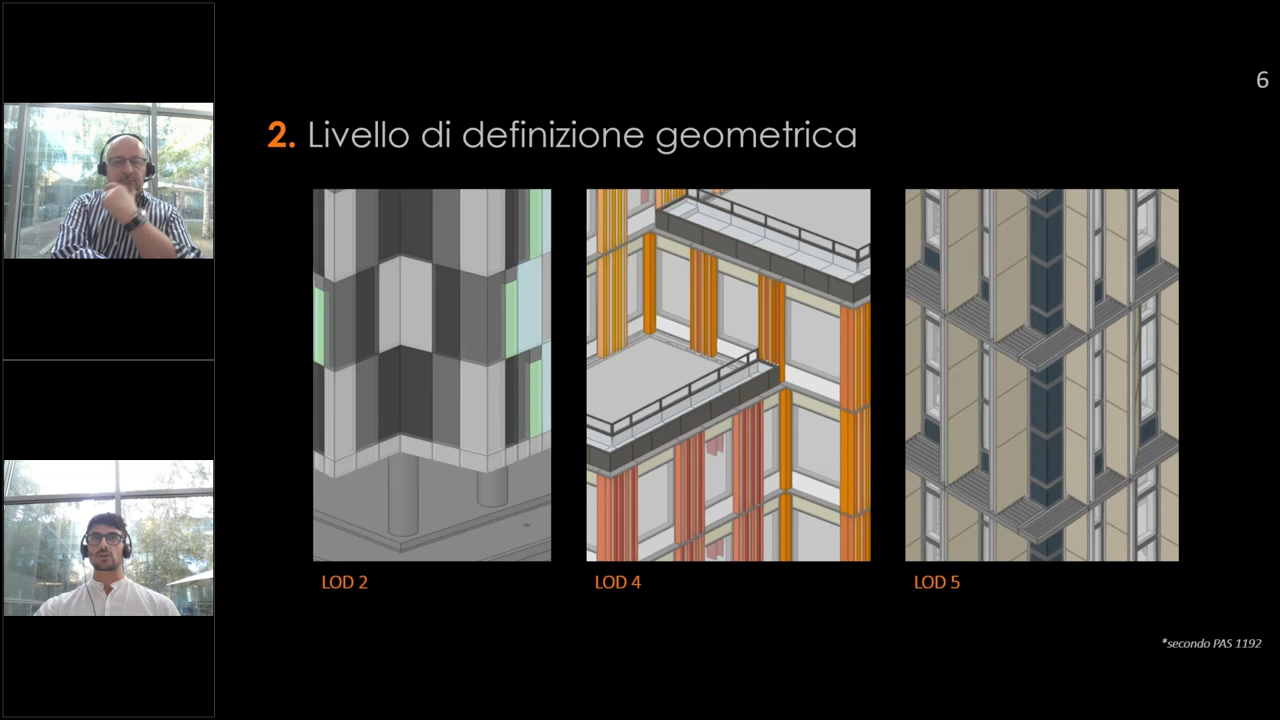 6
2. Livello di definizione geometrica
LOD 2
LOD 4
LOD 5
*secondo PAS 1192